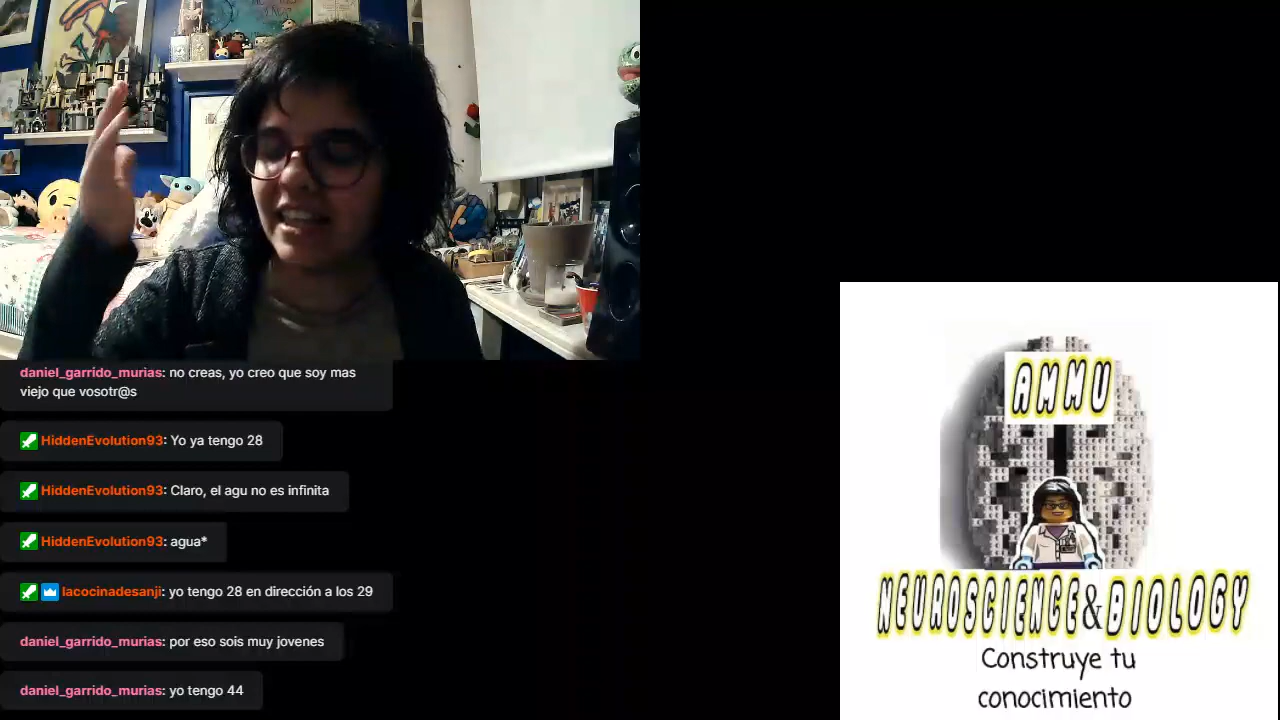 daniel_garrido_murias: no creas, yo creo que soy mas
viejo que vosotr@s
HiddenEvolution93: Yo ya tengo 28
HiddenEvolution93: Claro, el agu no es infinita
HiddenEvolution93: agua*
lacocinadesanji: yo tengo 28 en dirección a los 29
daniel_garrido_murias: por eso sois muy jovenes
daniel_garrido_murias: yo tengo 44
AMMU
NEUROSCIENCE&BIOLOGY
Construye tu
conocimiento